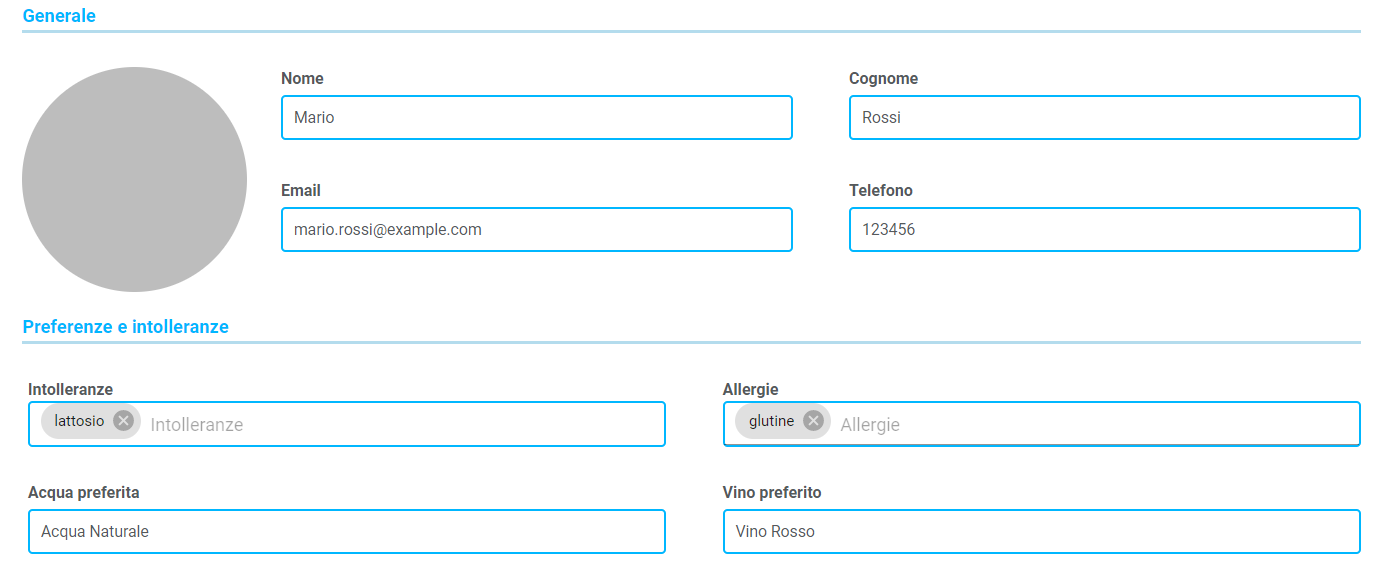 Generale
Nome Cognome
Mario Rossi
Email Telefono
mario.rossi@example.com 123456
Preferenze e intolleranze
Intolleranze Allergie
lattosio Intolleranze glutine Allergie
Acqua preferita Vino preferito
Acqua Naturale Vino Rosso